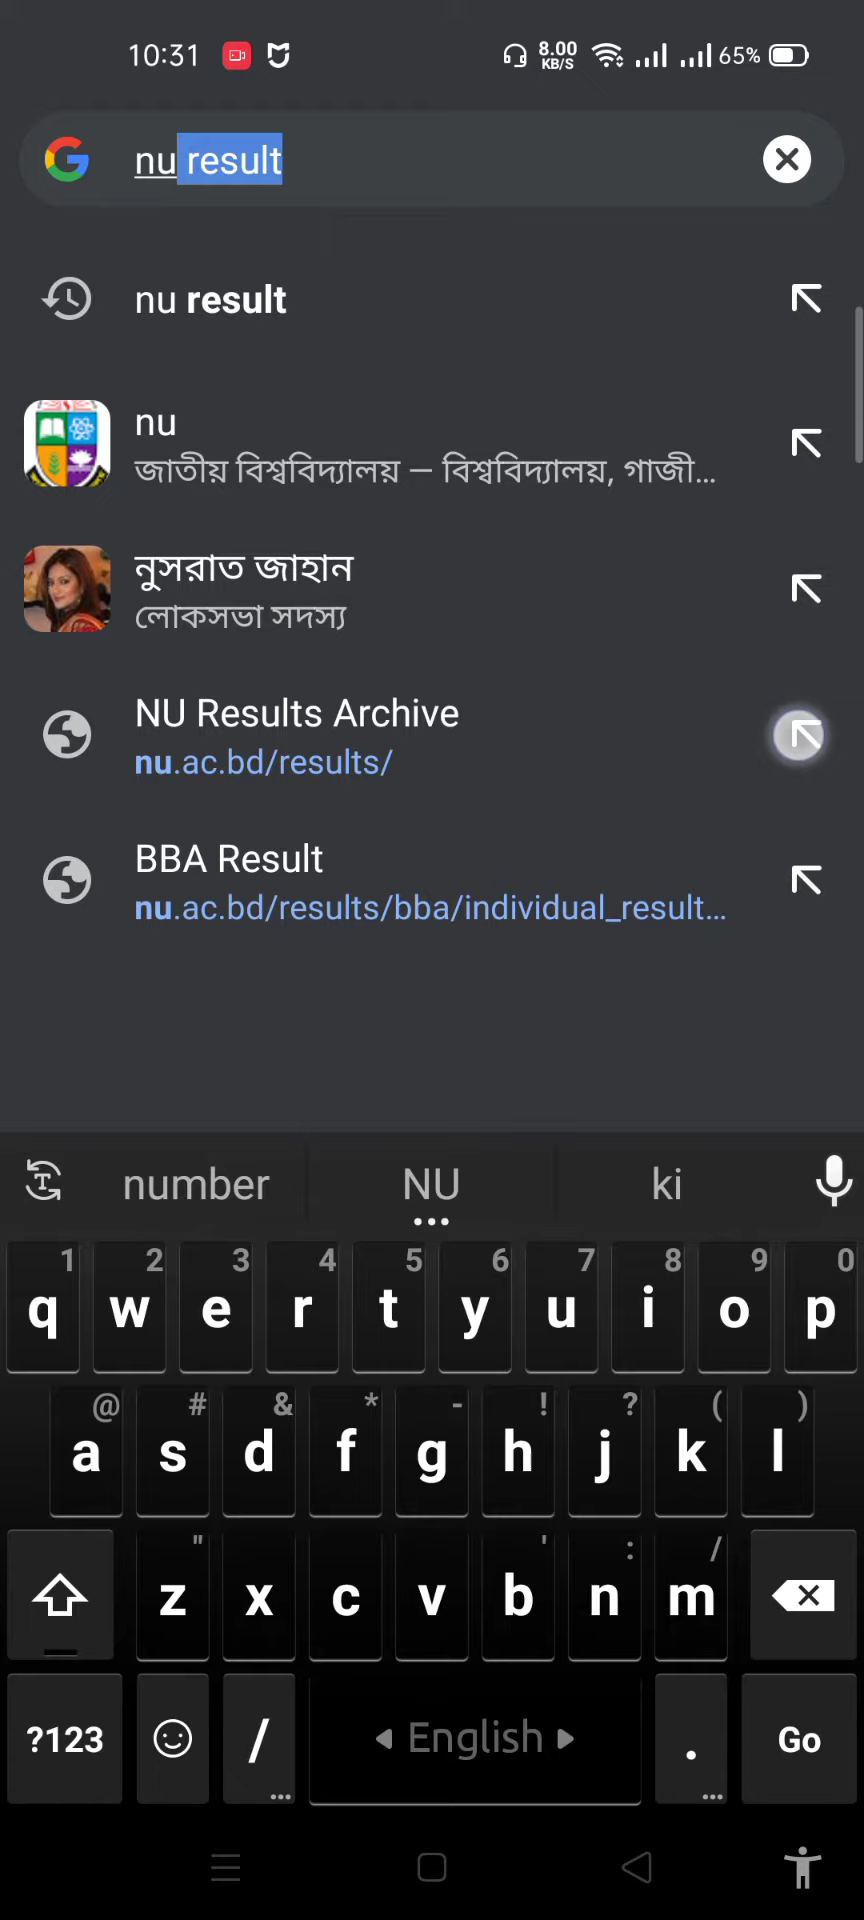 10:31 8.00 KB/S 65%
nu result
nu result
nu
জাতীয় বিশ্ববিদ্যালয় — বিশ্ববিদ্যালয়, গাজী...
নুসরাত জাহান
লোকসভা সদস্য
NU Results Archive
nu.ac.bd/results/
BBA Result
nu.ac.bd/results/bba/individual_result...
number NU ki
1 2 3 4 5 6 7 8 9 0
q w e r t y u i o p
@ # & * - ! ? ( )
a s d f g h j k l
" ' : /
z x c v b n m
?123 / English . Go